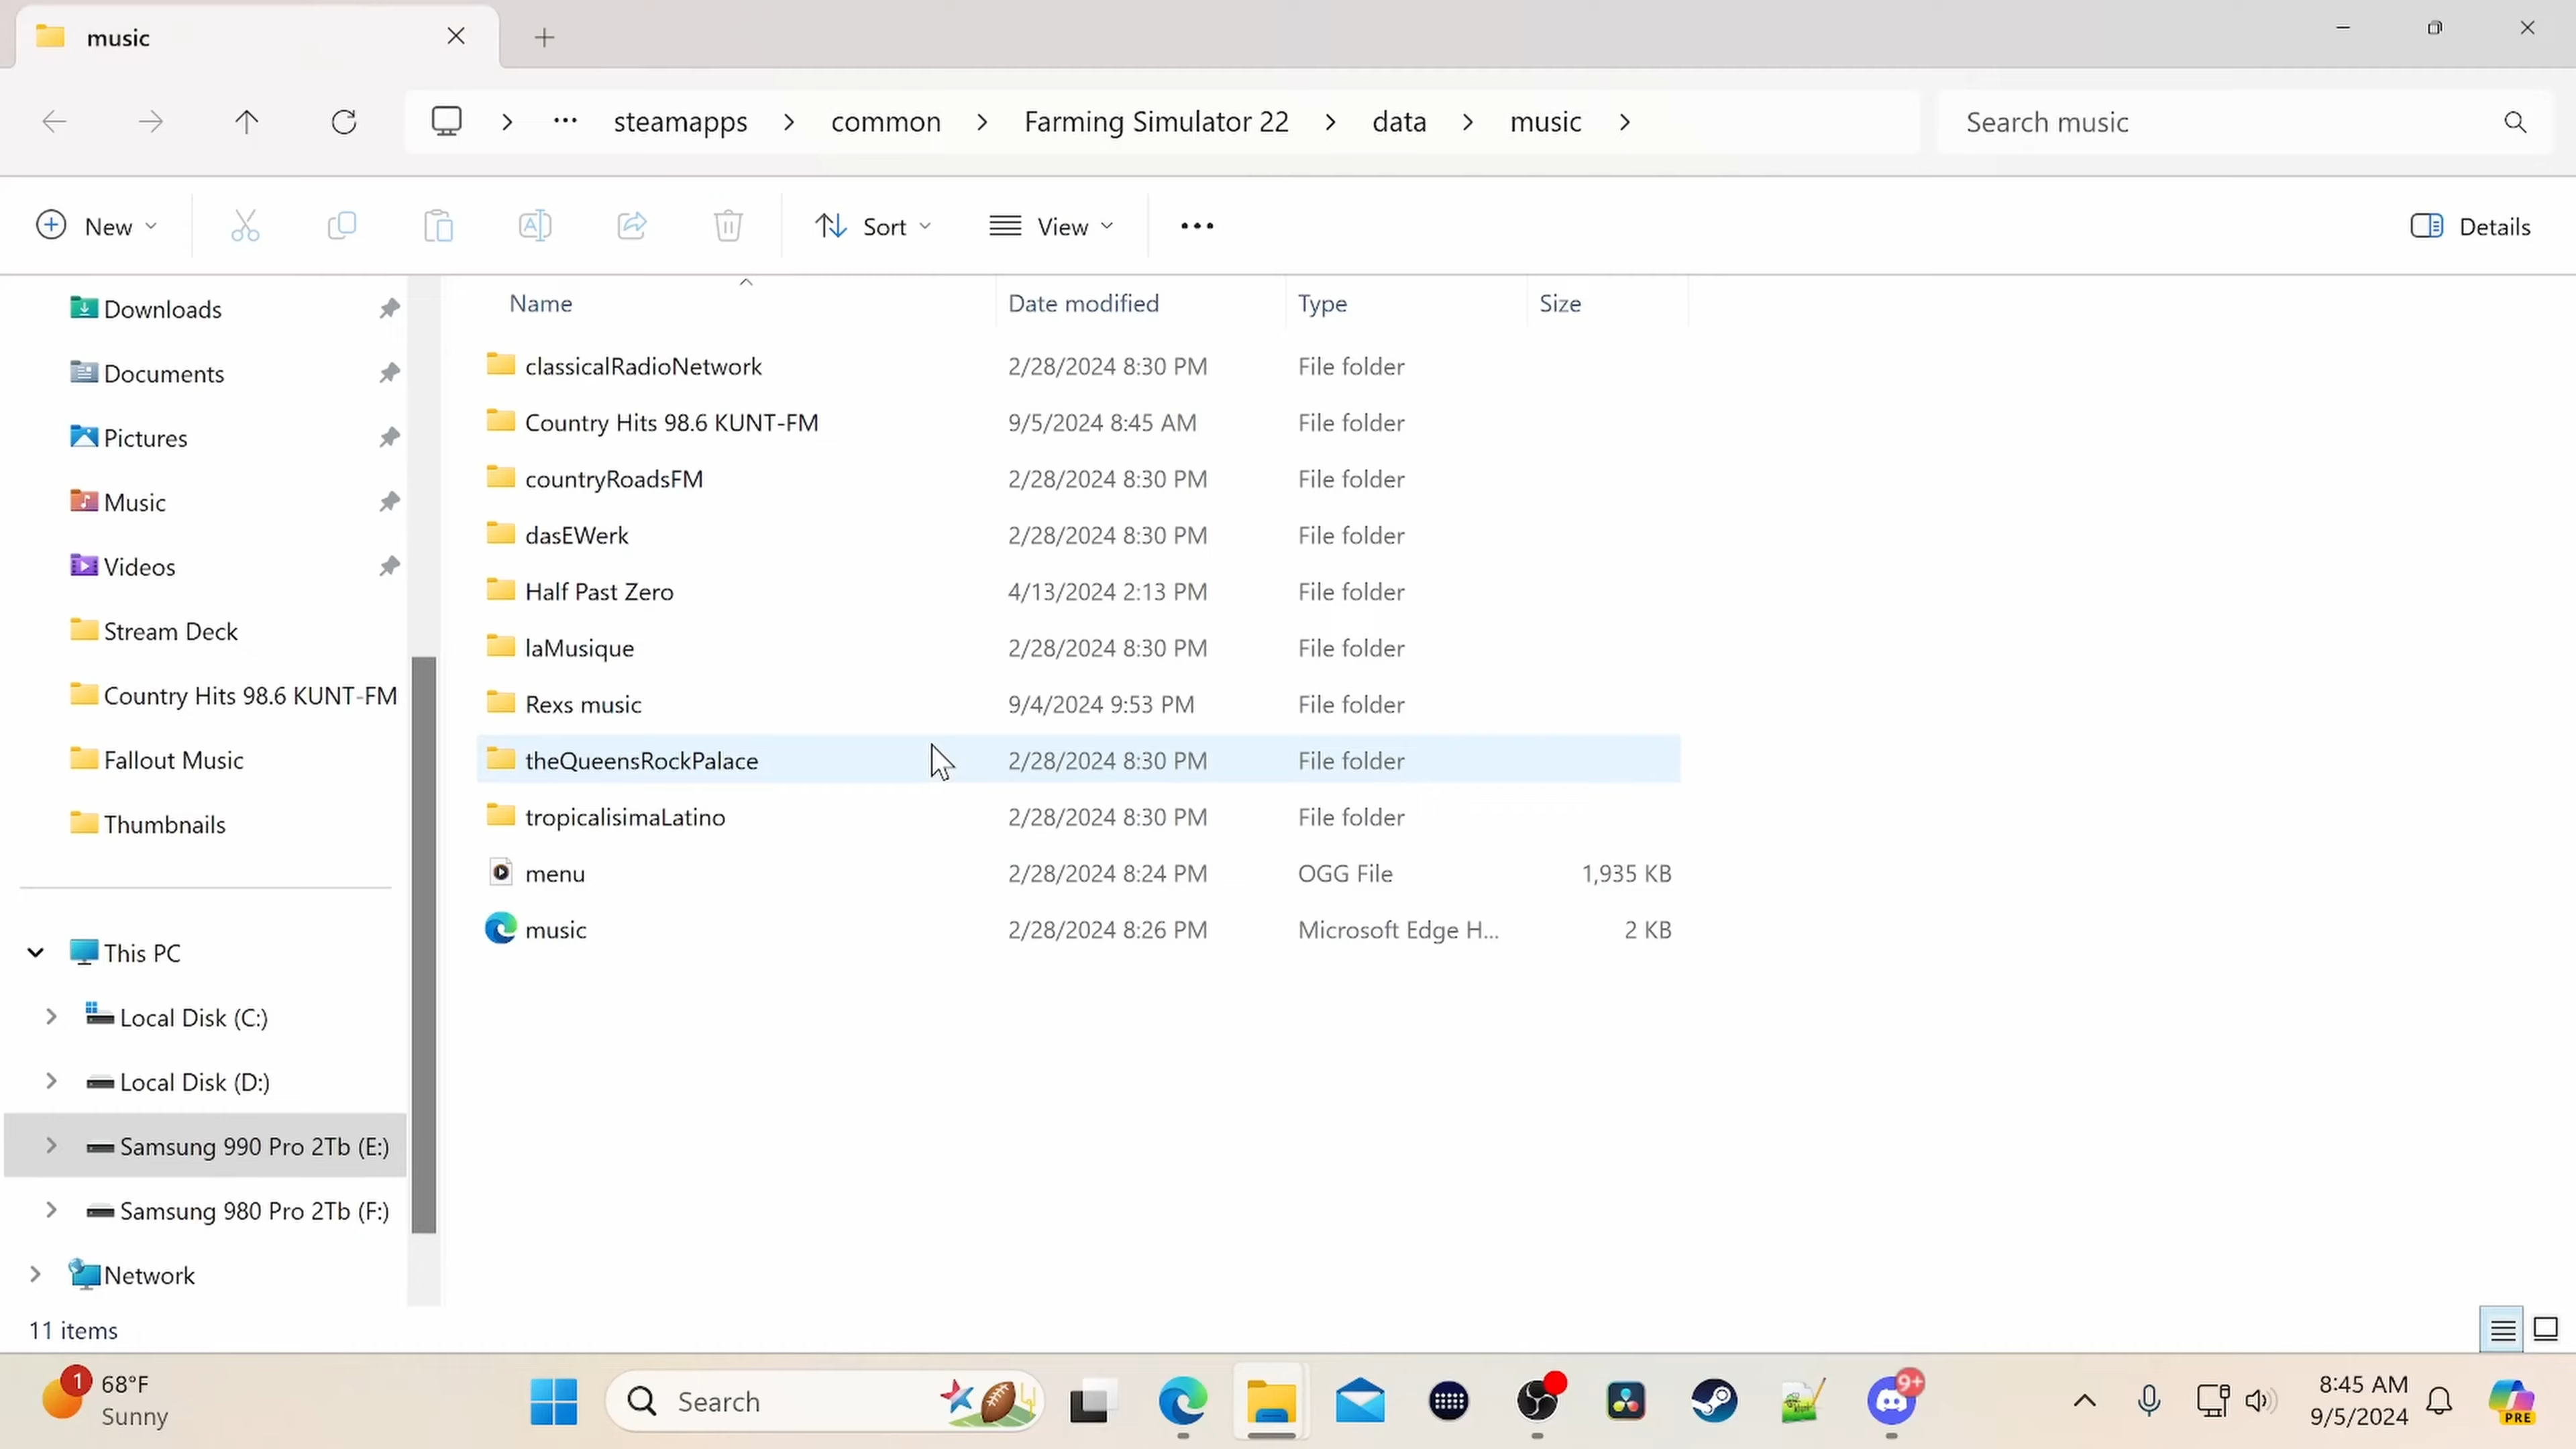 music
steamapps
common
Farming Simulator 22
data
music
Search music
New
Sort
View
Details
Downloads
Documents
Pictures
Music
Videos
Stream Deck
Country Hits 98.6 KUNT-FM
Fallout Music
Thumbnails
This PC
Local Disk (C:)
Local Disk (D:)
Samsung 990 Pro 2Tb (E:)
Samsung 980 Pro 2Tb (F:)
Network
Name Date modified Type Size
classicalRadioNetwork 2/28/2024 8:30 PM File folder
Country Hits 98.6 KUNT-FM 9/5/2024 8:45 AM File folder
countryRoadsFM 2/28/2024 8:30 PM File folder
dasEWerk 2/28/2024 8:30 PM File folder
Half Past Zero 4/13/2024 2:13 PM File folder
laMusique 2/28/2024 8:30 PM File folder
Rexs music 9/4/2024 9:53 PM File folder
theQueensRockPalace 2/28/2024 8:30 PM File folder
tropicalisimaLatino 2/28/2024 8:30 PM File folder
menu 2/28/2024 8:24 PM OGG File 1,935 KB
music 2/28/2024 8:26 PM Microsoft Edge H... 2 KB
11 items
1
68°F
Sunny
Search
9+
8:45 AM
9/5/2024
PRE